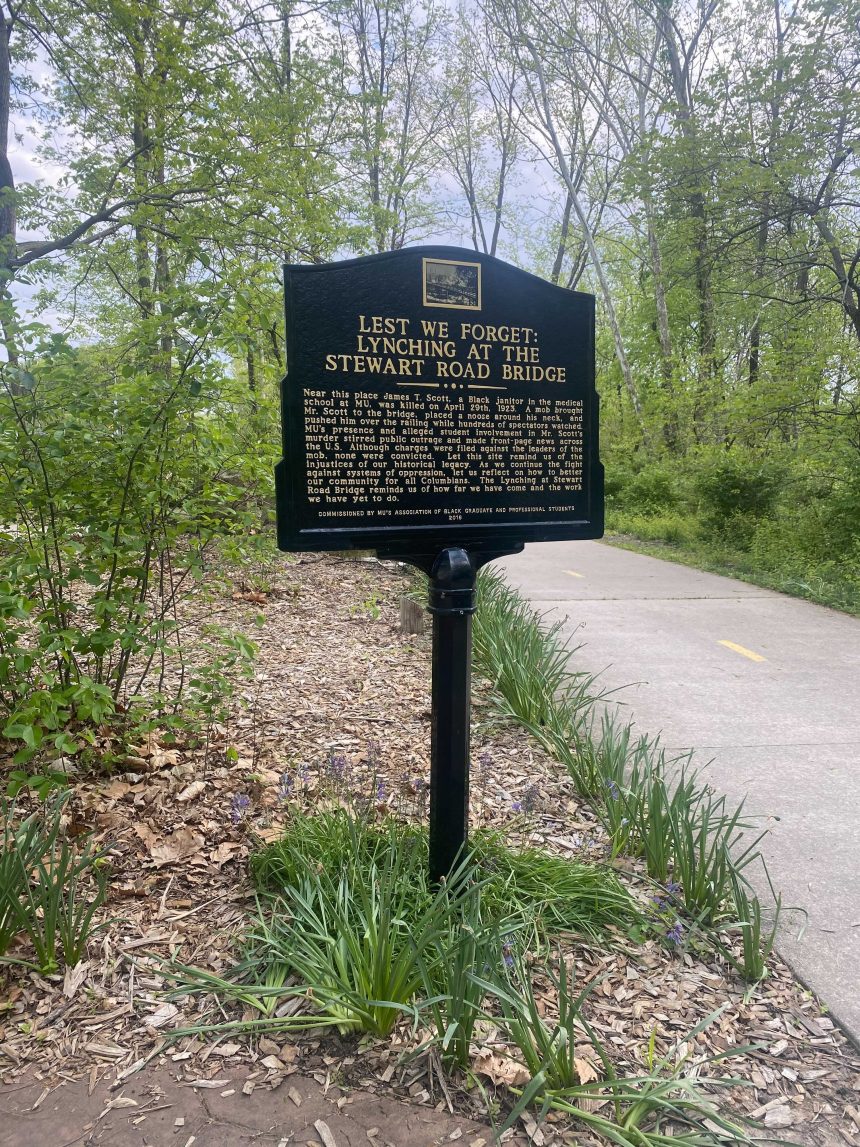 LEST WE FORGET:
LYNCHING AT THE
STEWART ROAD BRIDGE
Near this place James T. Scott, a Black janitor in the medical
school at MU, was killed on April 29th, 1923. A mob brought
Mr. Scott to the bridge, placed a noose around his neck, and
pushed him over the railing while hundreds of spectators watched.
MU's presence and alleged student involvement in Mr. Scott's
murder stirred public outrage and made front-page news across
the U.S. Although charges were filed against the leaders of the
mob, none were convicted. Let this site remind us of the
injustices of our historical legacy. As we continue the fight
against systems of oppression, let us reflect on how to better
our community for all Columbians. The Lynching at Stewart
Road Bridge reminds us of how far we have come and the work
we have yet to do.
COMMISSIONED BY MU'S ASSOCIATION OF BLACK GRADUATE AND PROFESSIONAL STUDENTS
2016